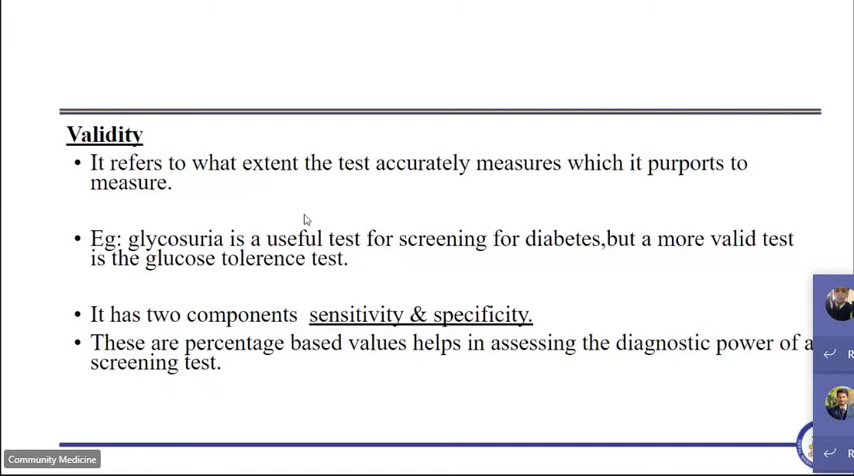 Validity
• It refers to what extent the test accurately measures which it purports to
measure.
• Eg: glycosuria is a useful test for screening for diabetes,but a more valid test
is the glucose tolerence test.
• It has two components sensitivity & specificity.
• These are percentage based values helps in assessing the diagnostic power of a
screening test.
R
R
Community Medicine